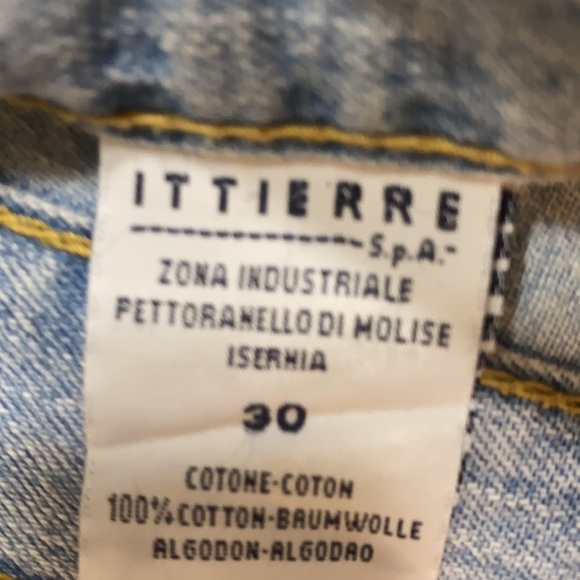 ITTIERRE
S.p.A.-
ZONA INDUSTRIALE
PETTORANELLO DI MOLISE
ISERNIA
30
COTONE-COTON
100% COTTON-BAUMWOLLE
ALGODON-ALGODAO